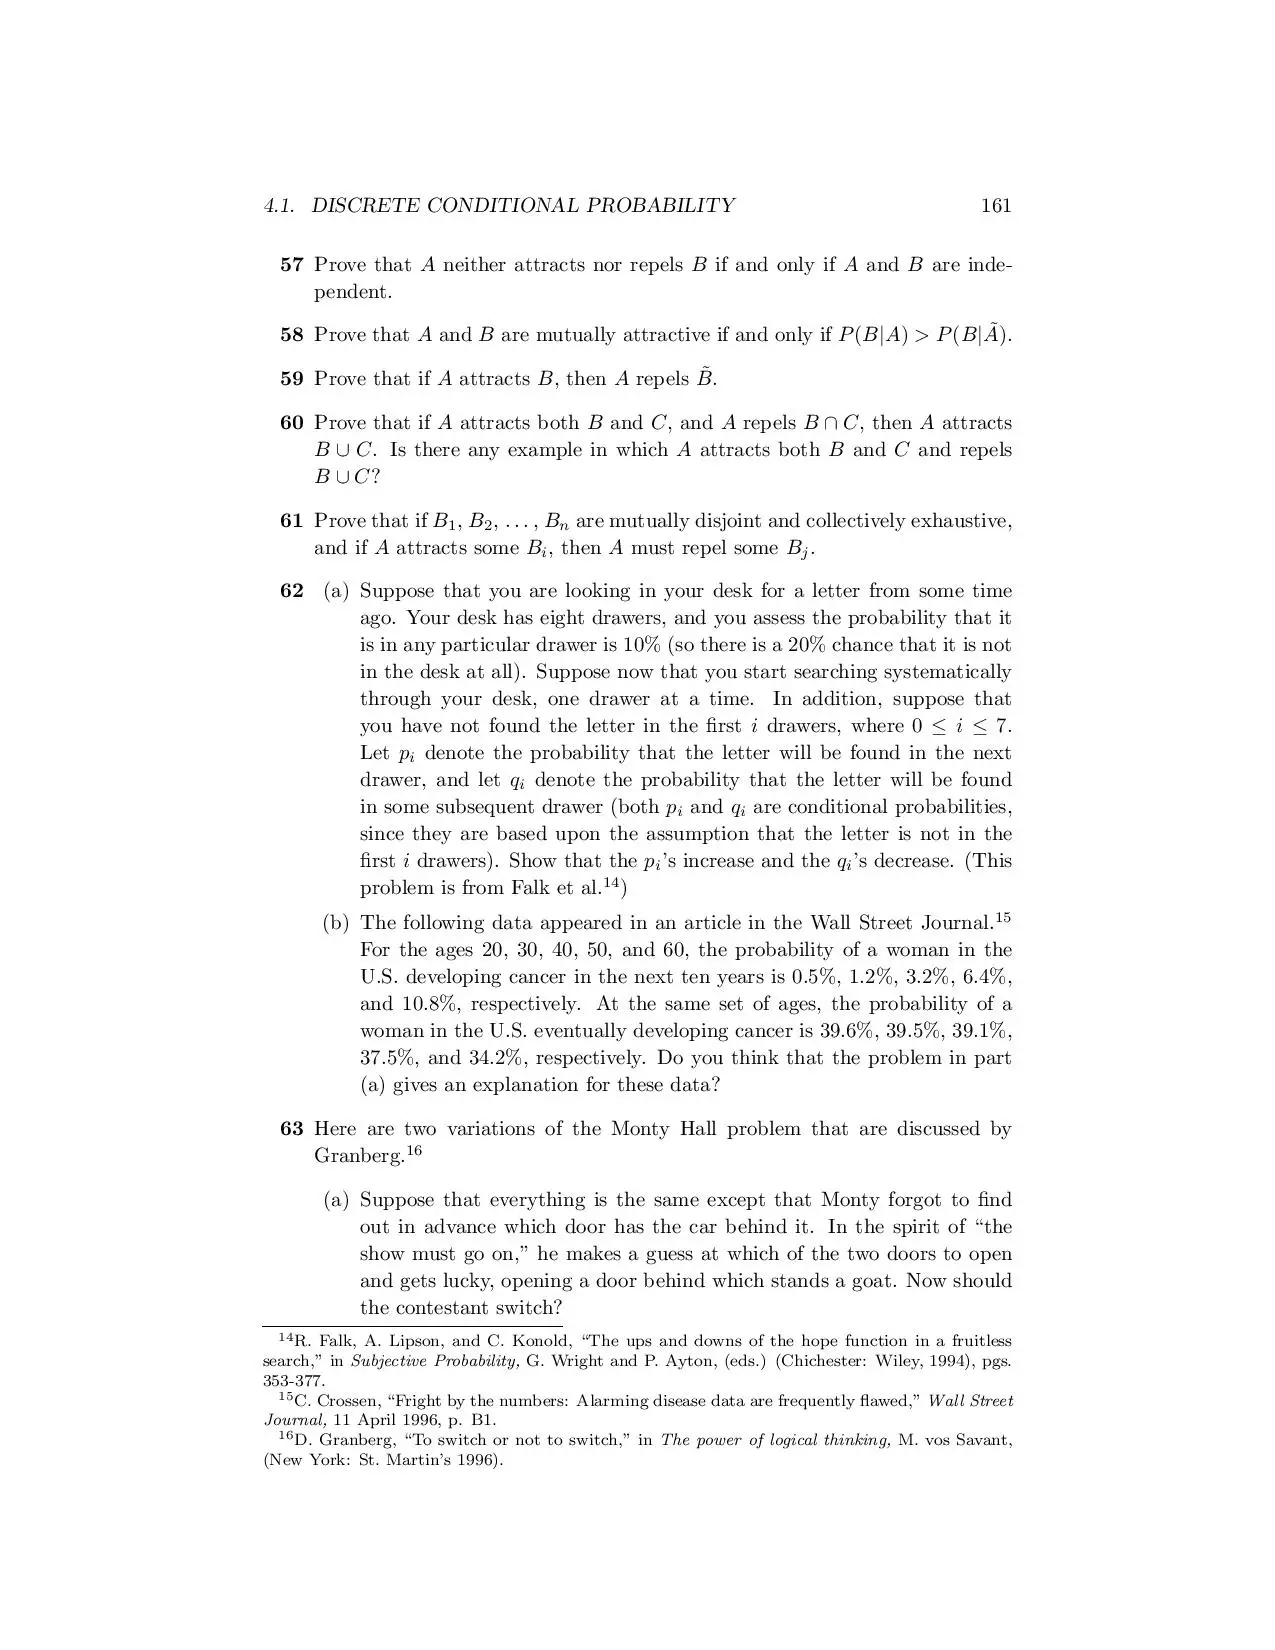 4.1. DISCRETE CONDITIONAL PROBABILITY 161
57 Prove that A neither attracts nor repels B if and only if A and B are inde-
pendent.
58 Prove that A and B are mutually attractive if and only if P(B|A) > P(B|Ã).
59 Prove that if A attracts B, then A repels B̃.
60 Prove that if A attracts both B and C, and A repels B ∩ C, then A attracts
B ∪ C. Is there any example in which A attracts both B and C and repels
B ∪ C?
61 Prove that if B₁, B₂, . . . , Bₙ are mutually disjoint and collectively exhaustive,
and if A attracts some Bᵢ, then A must repel some Bⱼ.
62 (a) Suppose that you are looking in your desk for a letter from some time
ago. Your desk has eight drawers, and you assess the probability that it
is in any particular drawer is 10% (so there is a 20% chance that it is not
in the desk at all). Suppose now that you start searching systematically
through your desk, one drawer at a time. In addition, suppose that
you have not found the letter in the first i drawers, where 0 ≤ i ≤ 7.
Let pᵢ denote the probability that the letter will be found in the next
drawer, and let qᵢ denote the probability that the letter will be found
in some subsequent drawer (both pᵢ and qᵢ are conditional probabilities,
since they are based upon the assumption that the letter is not in the
first i drawers). Show that the pᵢ's increase and the qᵢ's decrease. (This
problem is from Falk et al.¹⁴)
(b) The following data appeared in an article in the Wall Street Journal.¹⁵
For the ages 20, 30, 40, 50, and 60, the probability of a woman in the
U.S. developing cancer in the next ten years is 0.5%, 1.2%, 3.2%, 6.4%,
and 10.8%, respectively. At the same set of ages, the probability of a
woman in the U.S. eventually developing cancer is 39.6%, 39.5%, 39.1%,
37.5%, and 34.2%, respectively. Do you think that the problem in part
(a) gives an explanation for these data?
63 Here are two variations of the Monty Hall problem that are discussed by
Granberg.¹⁶
(a) Suppose that everything is the same except that Monty forgot to find
out in advance which door has the car behind it. In the spirit of “the
show must go on,” he makes a guess at which of the two doors to open
and gets lucky, opening a door behind which stands a goat. Now should
the contestant switch?
¹⁴R. Falk, A. Lipson, and C. Konold, “The ups and downs of the hope function in a fruitless
search,” in Subjective Probability, G. Wright and P. Ayton, (eds.) (Chichester: Wiley, 1994), pgs.
353-377.
¹⁵C. Crossen, “Fright by the numbers: Alarming disease data are frequently flawed,” Wall Street
Journal, 11 April 1996, p. B1.
¹⁶D. Granberg, “To switch or not to switch,” in The power of logical thinking, M. vos Savant,
(New York: St. Martin's 1996).